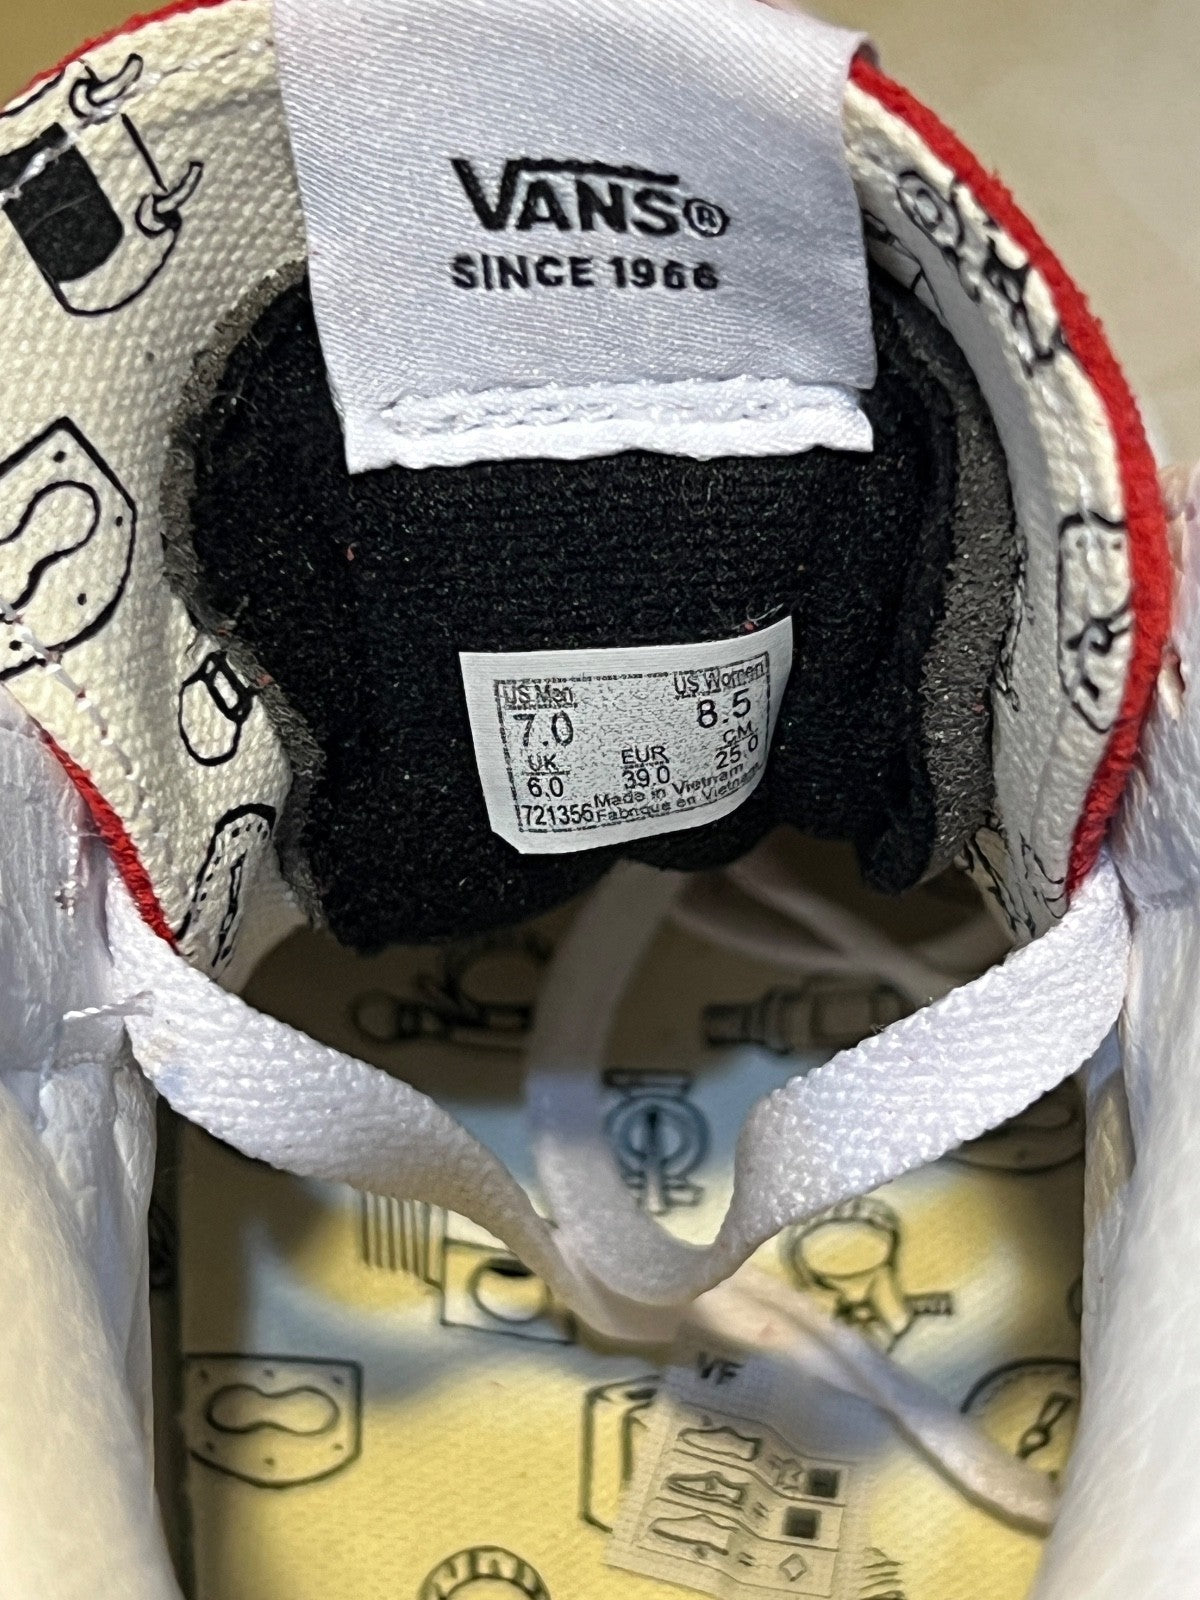 VANS®
SINCE 1966
US Men US Women
7.0 8.5
UK EUR CM
6.0 39.0 25.0
Made in Vietnam
721356 Fabriqué en Vietnam
VF